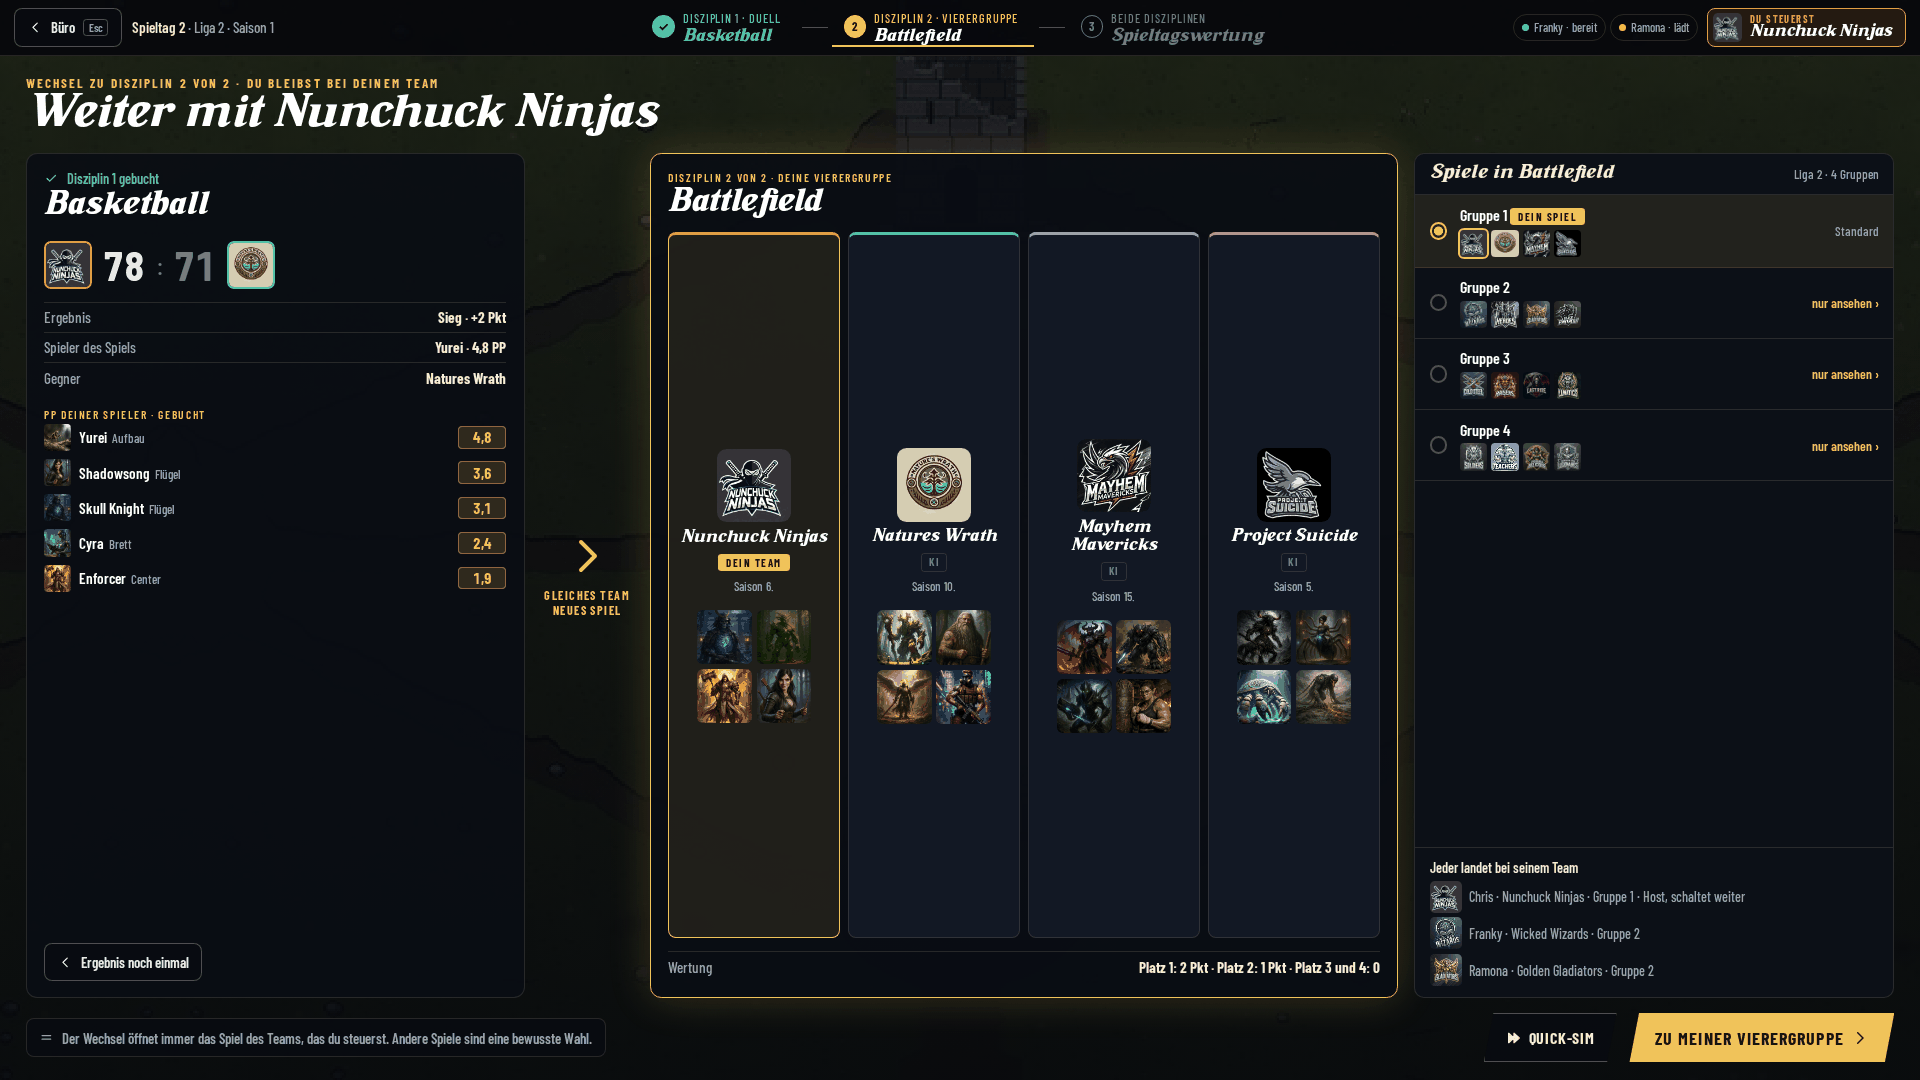 Büro Esc
Spieltag 2 · Liga 2 · Saison 1
DISZIPLIN 1 · DUELL
Basketball
2
DISZIPLIN 2 · VIERERGRUPPE
Battlefield
3
BEIDE DISZIPLINEN
Spieltagswertung
Franky · bereit
Ramona · lädt
DU STEUERST
Nunchuck Ninjas
WECHSEL ZU DISZIPLIN 2 VON 2 · DU BLEIBST BEI DEINEM TEAM
Weiter mit Nunchuck Ninjas
Disziplin 1 gebucht
Basketball
78 : 71
Ergebnis
Sieg · +2 Pkt
Spieler des Spiels
Yurei · 4,8 PP
Gegner
Natures Wrath
PP DEINER SPIELER · GEBUCHT
Yurei Aufbau 4,8
Shadowsong Flügel 3,6
Skull Knight Flügel 3,1
Cyra Brett 2,4
Enforcer Center 1,9
Ergebnis noch einmal
GLEICHES TEAM
NEUES SPIEL
DISZIPLIN 2 VON 2 · DEINE VIERERGRUPPE
Battlefield
NUNCHUCK
NINJAS
Nunchuck Ninjas
DEIN TEAM
Saison 6.
Natures Wrath
KI
Saison 10.
MAYHEM
MAVERICKS
Mayhem
Mavericks
KI
Saison 15.
PROJECT
SUICIDE
Project Suicide
KI
Saison 5.
Wertung
Platz 1: 2 Pkt · Platz 2: 1 Pkt · Platz 3 und 4: 0
Spiele in Battlefield
Liga 2 · 4 Gruppen
Gruppe 1 DEIN SPIEL
Standard
Gruppe 2
nur ansehen ›
Gruppe 3
nur ansehen ›
Gruppe 4
nur ansehen ›
Jeder landet bei seinem Team
Chris · Nunchuck Ninjas · Gruppe 1 · Host, schaltet weiter
Franky · Wicked Wizards · Gruppe 2
Ramona · Golden Gladiators · Gruppe 2
Der Wechsel öffnet immer das Spiel des Teams, das du steuerst. Andere Spiele sind eine bewusste Wahl.
QUICK-SIM
ZU MEINER VIERERGRUPPE